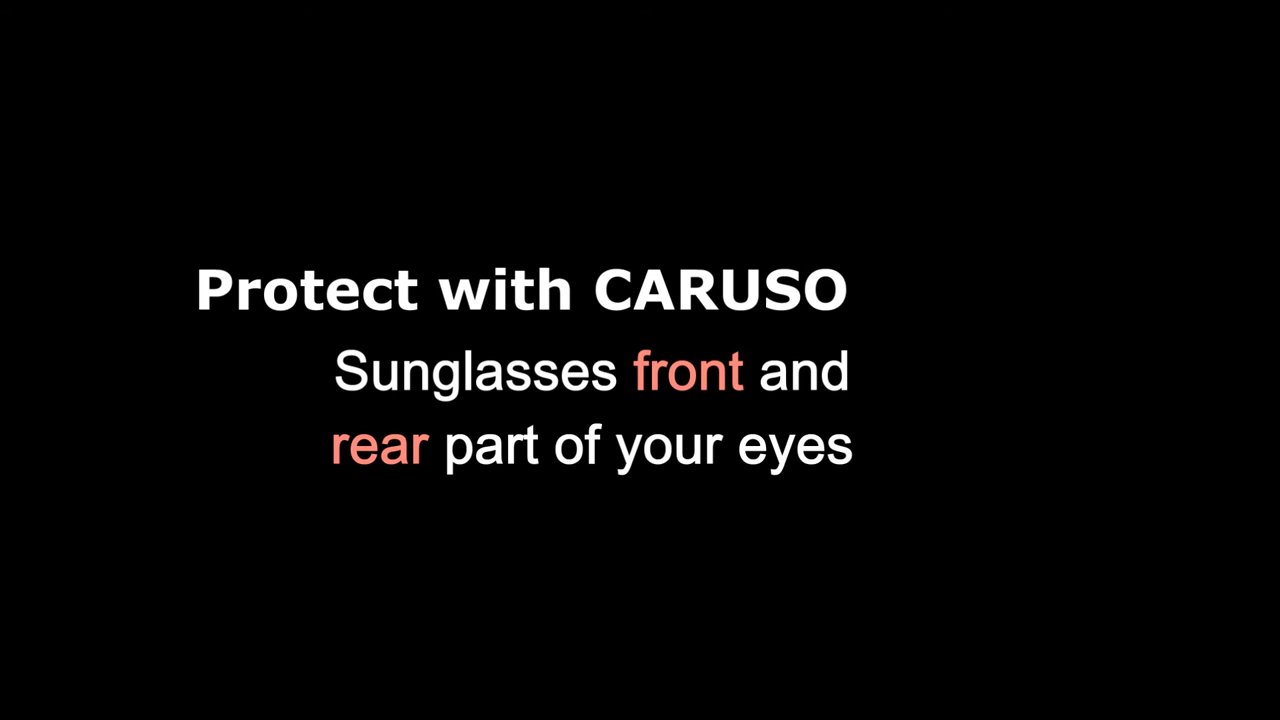 Protect with CARUSO
Sunglasses front and
rear part of your eyes